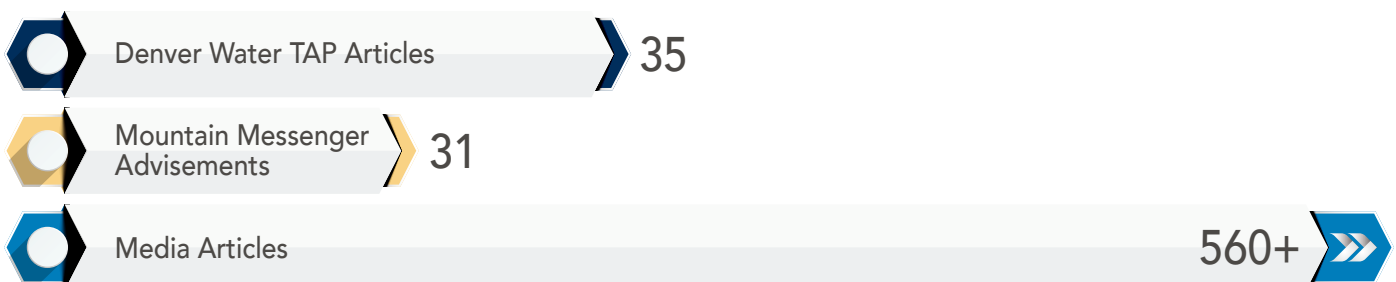 Denver Water TAP Articles 35
Mountain Messenger
Advisements
31
Media Articles 560+